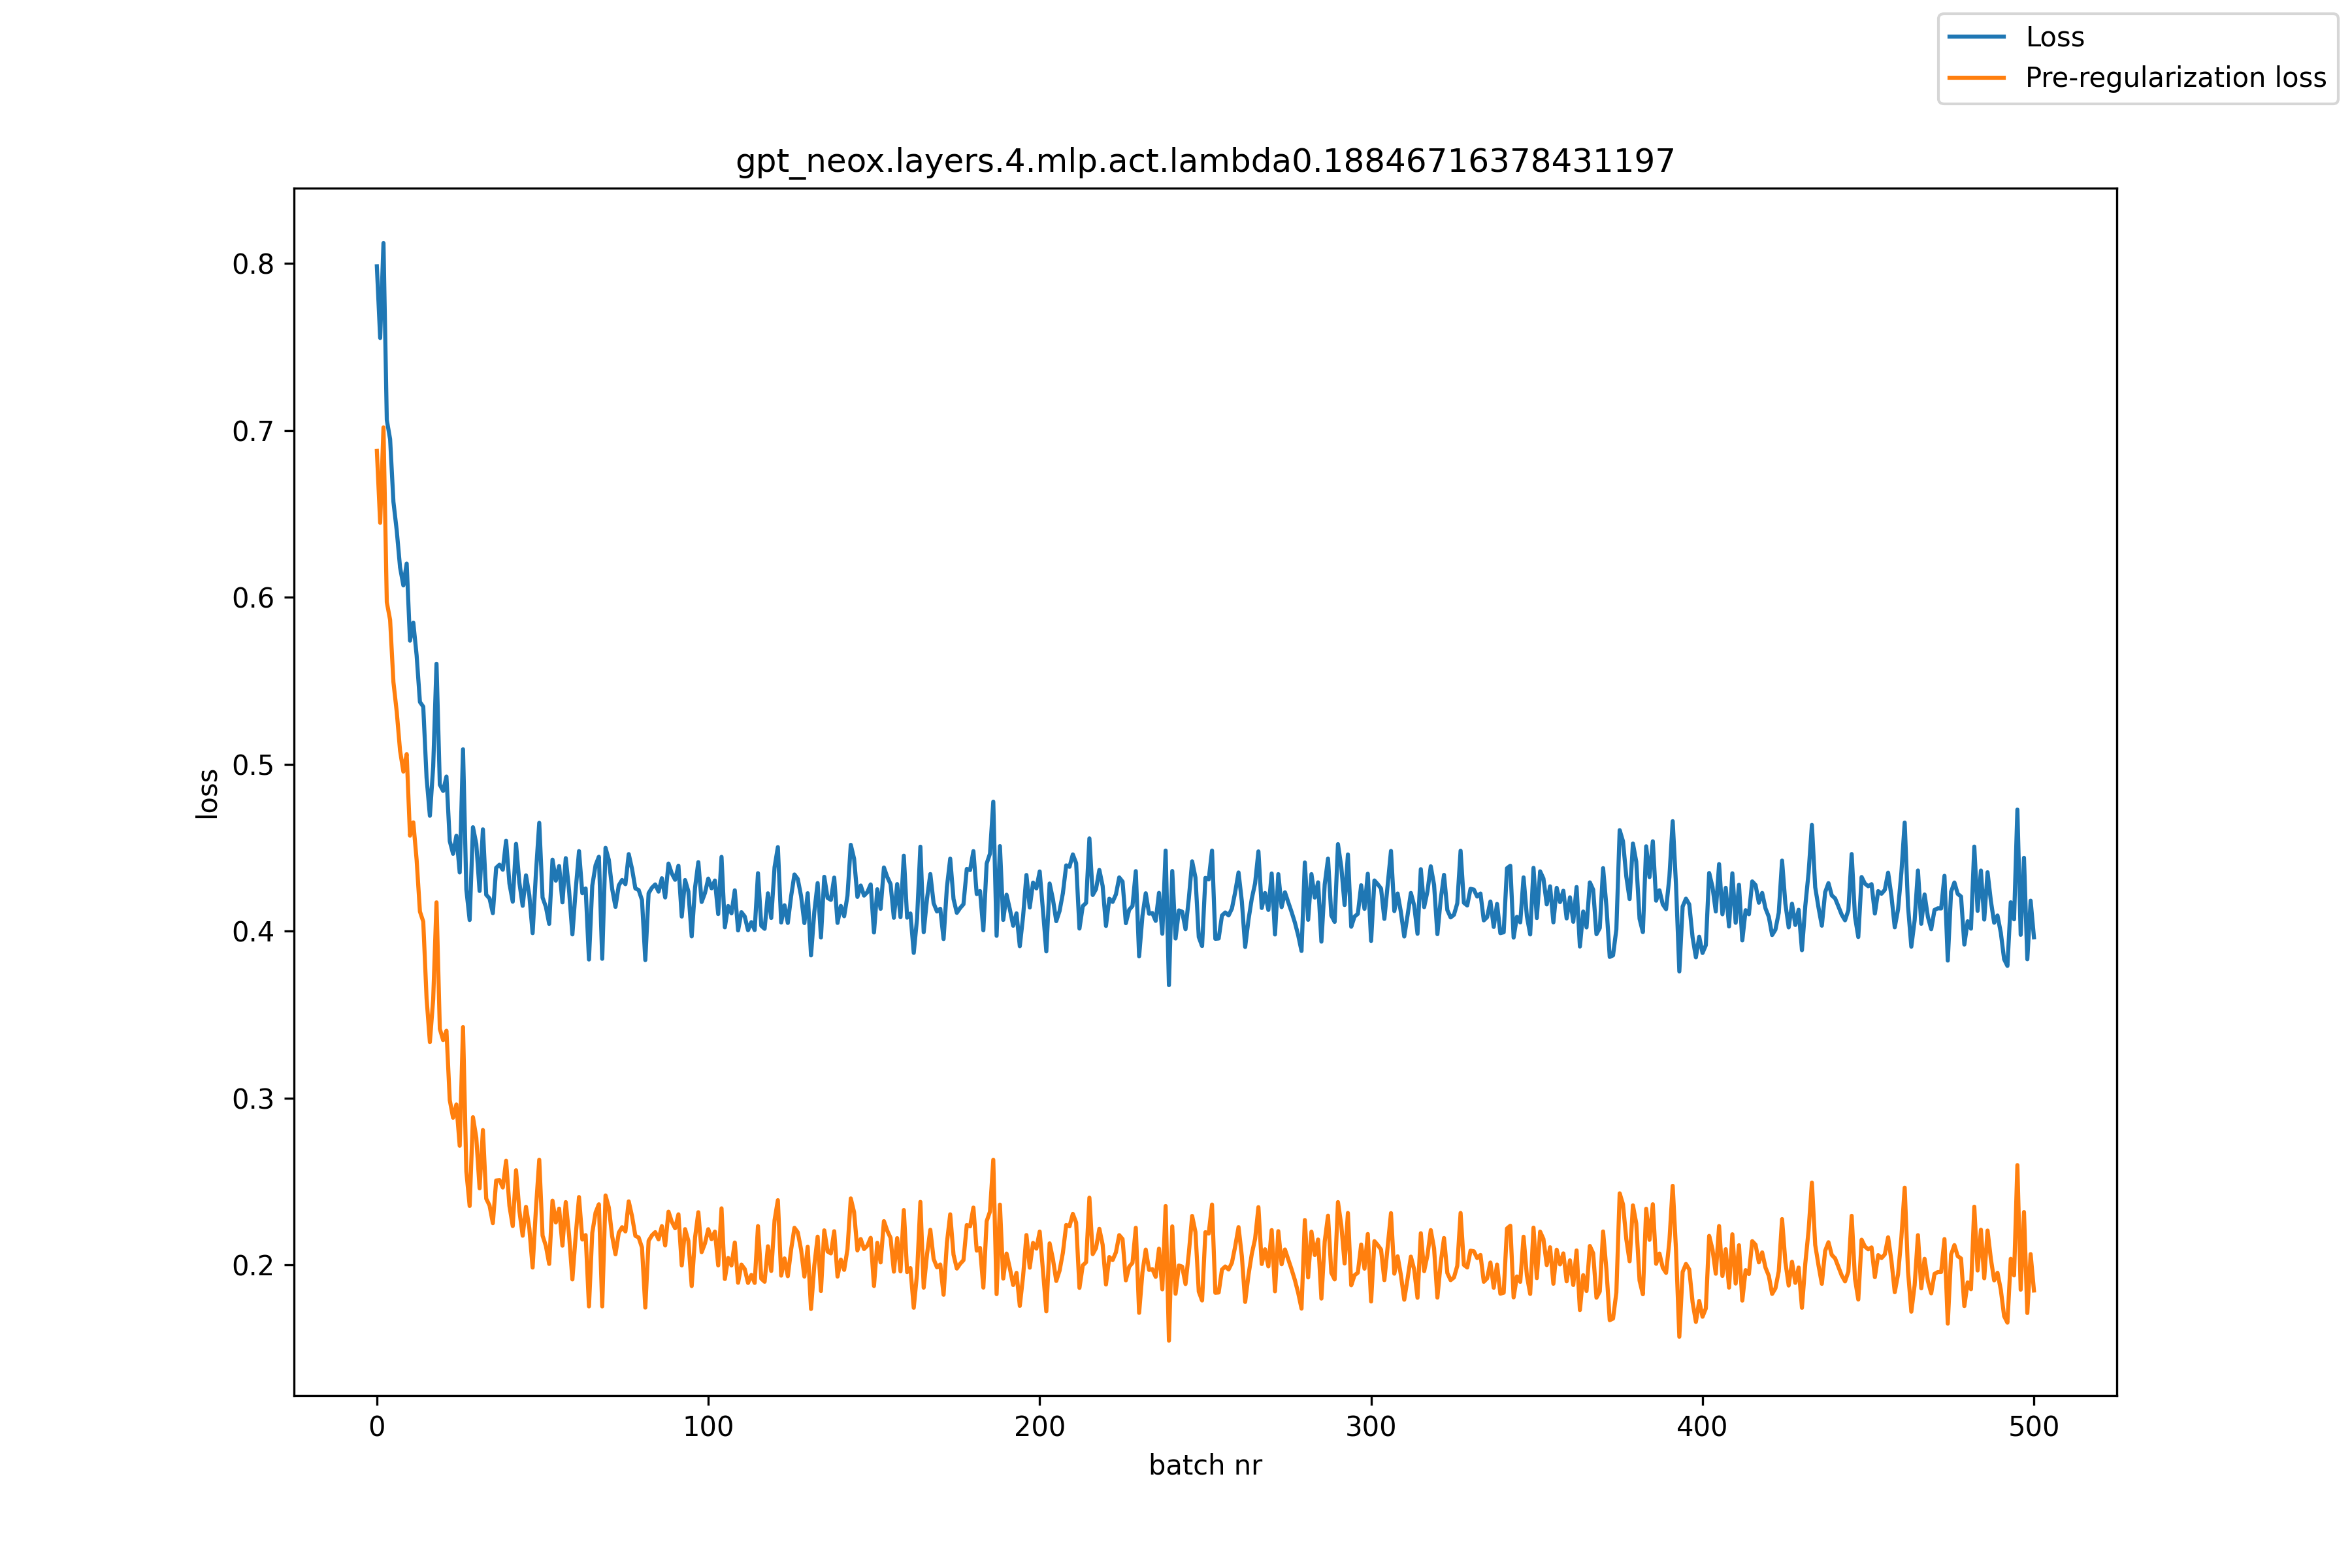 Loss
Pre-regularization loss
gpt_neox.layers.4.mlp.act.lambda0.18846716378431197
0.8
0.7
0.6
0.5
0.4
0.3
0.2
loss
0 100 200 300 400 500
batch nr